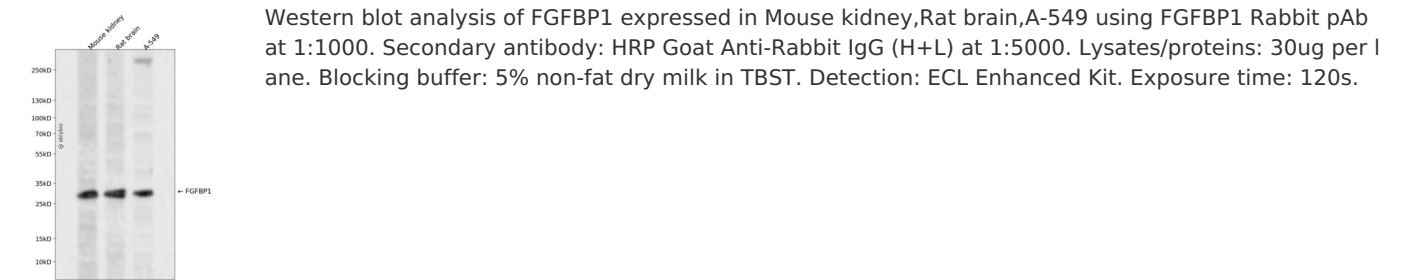 Mouse kidney
Rat brain
A-549
Western blot analysis of FGFBP1 expressed in Mouse kidney,Rat brain,A-549 using FGFBP1 Rabbit pAb
at 1:1000. Secondary antibody: HRP Goat Anti-Rabbit IgG (H+L) at 1:5000. Lysates/proteins: 30ug per l
ane. Blocking buffer: 5% non-fat dry milk in TBST. Detection: ECL Enhanced Kit. Exposure time: 120s.
250kD
130kD
100kD
70kD
55kD
35kD
← FGFBP1
25kD
15kD
10kD